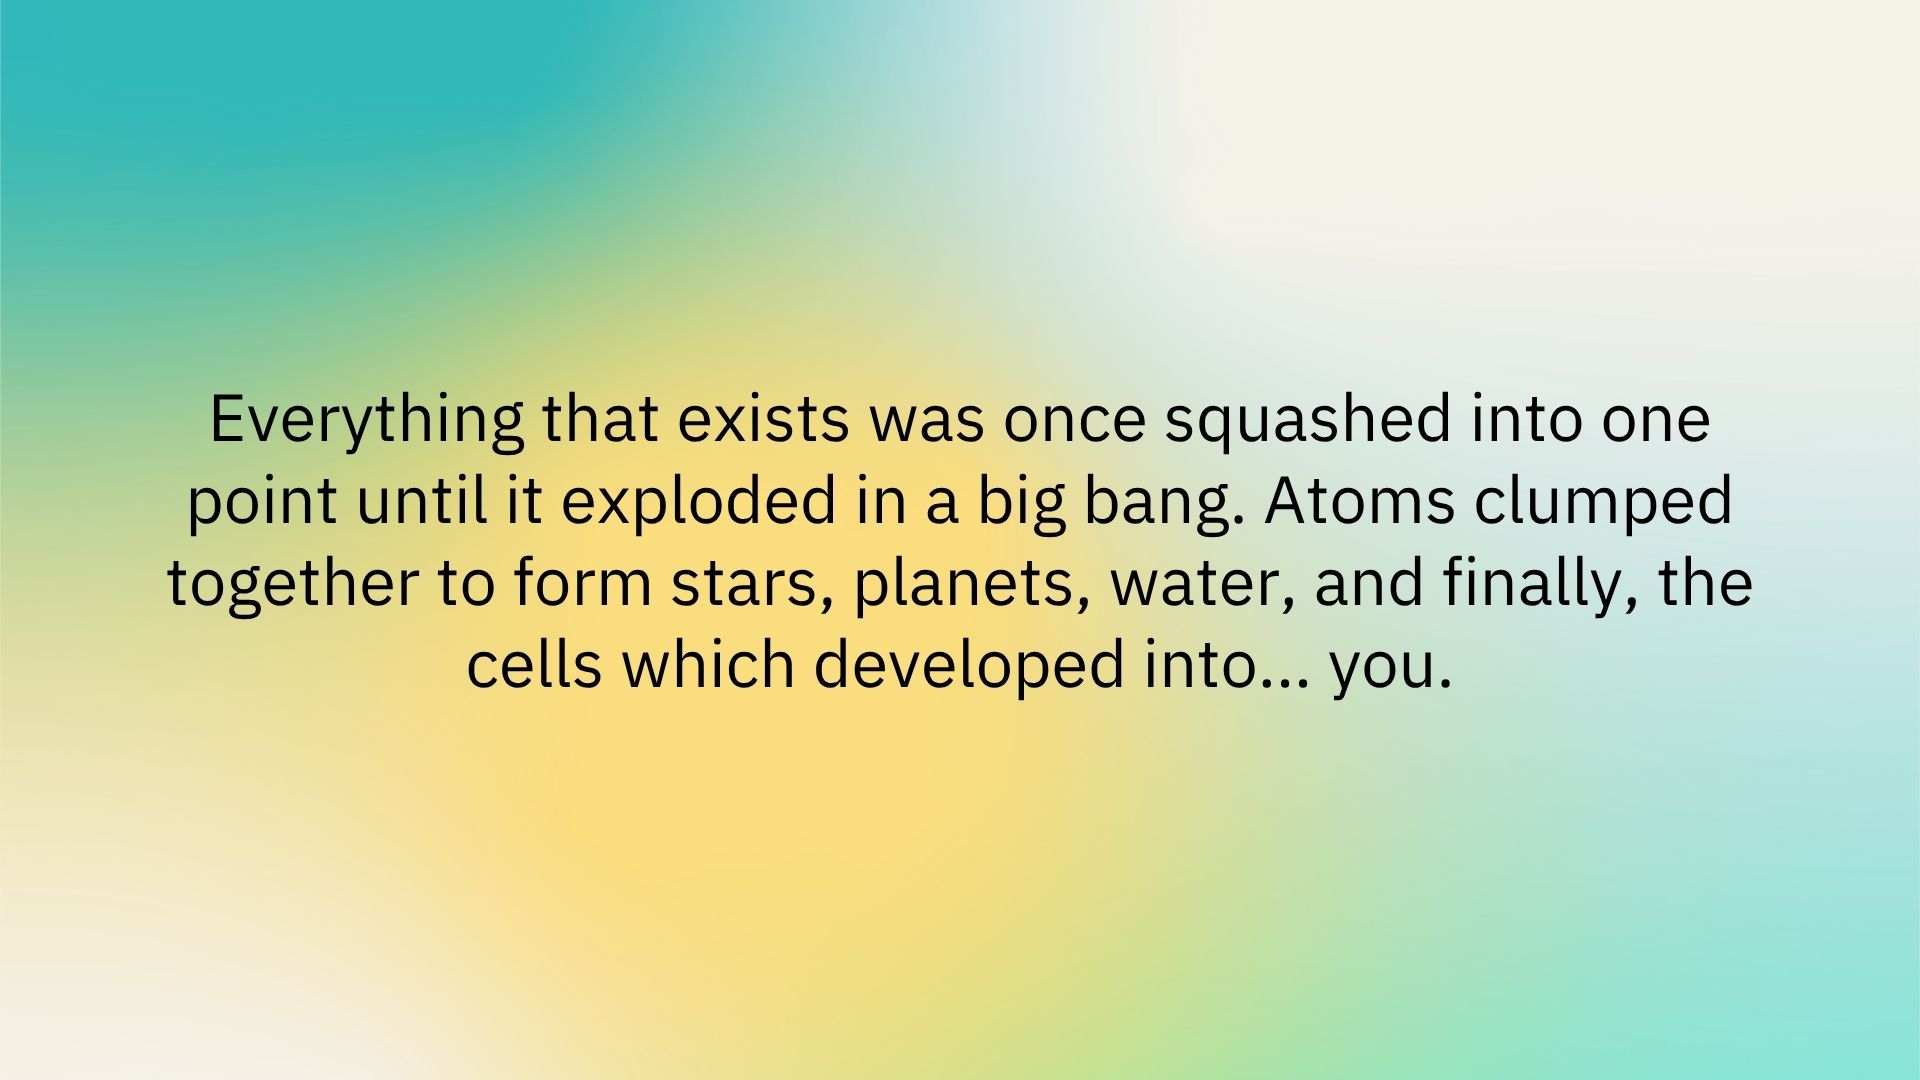 Everything that exists was once squashed into one
point until it exploded in a big bang. Atoms clumped
together to form stars, planets, water, and finally, the
cells which developed into... you.